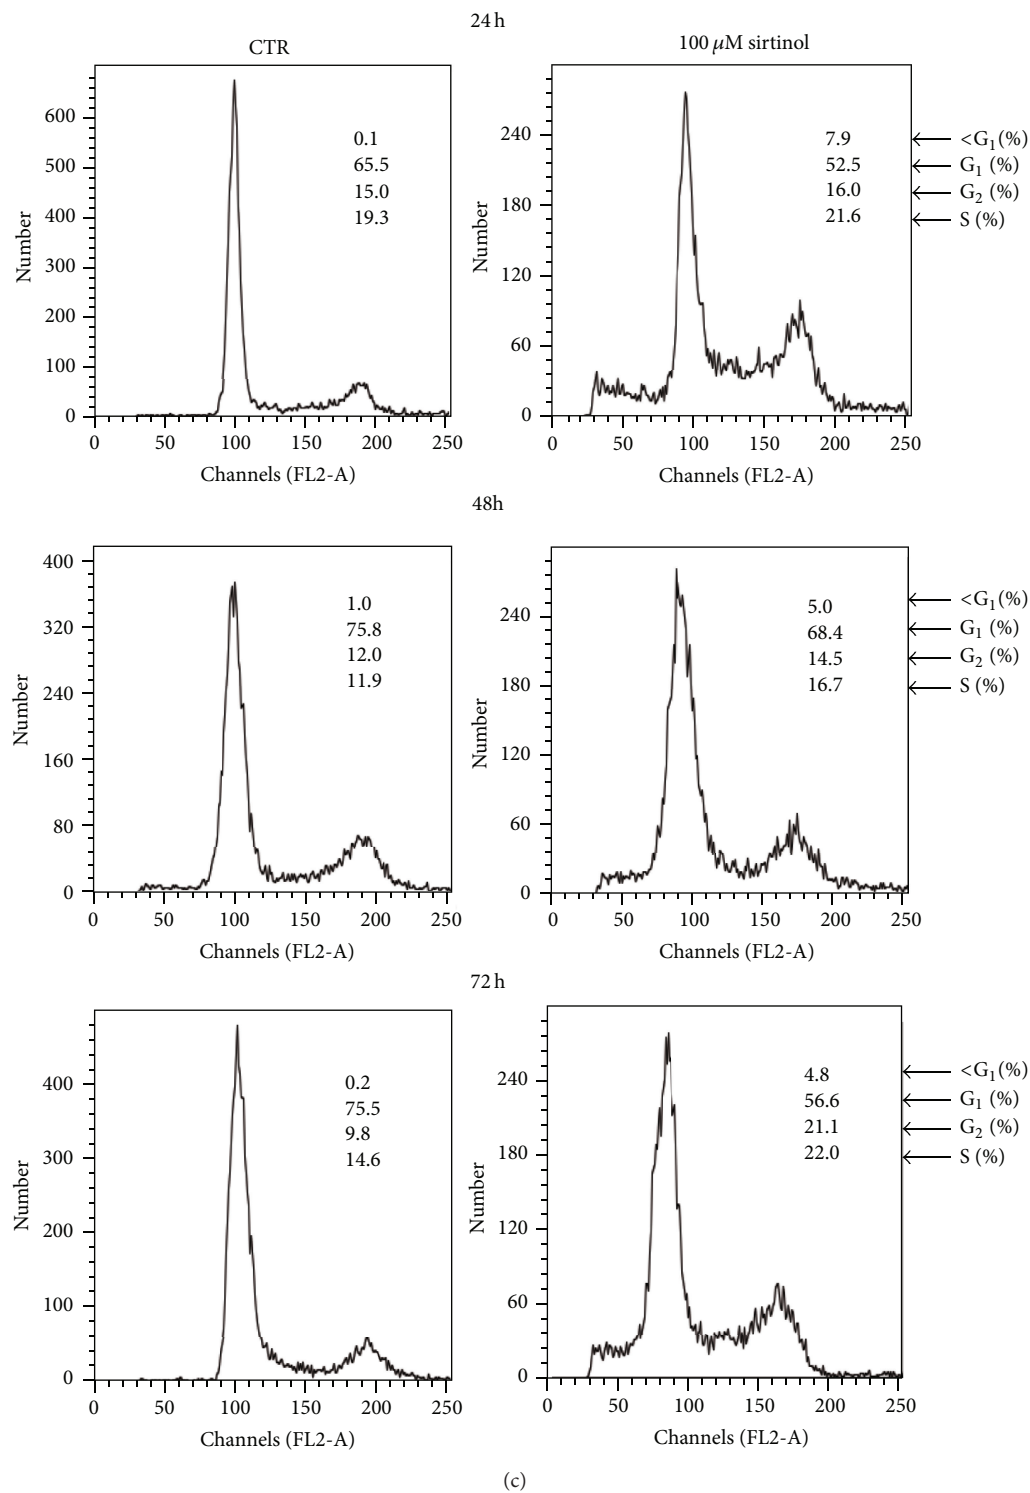 24 h
CTR
100 μM sirtinol
Number
600
500
400
300
200
100
0
0.1
65.5
15.0
19.3
0 50 100 150 200 250
Channels (FL2-A)
Number
240
180
120
60
0
7.9
52.5
16.0
21.6
<G1(%)
G1 (%)
G2 (%)
S (%)
0 50 100 150 200 250
Channels (FL2-A)
48h
Number
400
320
240
160
80
0
1.0
75.8
12.0
11.9
0 50 100 150 200 250
Channels (FL2-A)
Number
240
180
120
60
0
5.0
68.4
14.5
16.7
<G1(%)
G1 (%)
G2 (%)
S (%)
0 50 100 150 200 250
Channels (FL2-A)
72 h
Number
400
300
200
100
0
0.2
75.5
9.8
14.6
0 50 100 150 200 250
Channels (FL2-A)
Number
240
180
120
60
0
4.8
56.6
21.1
22.0
<G1(%)
G1 (%)
G2 (%)
S (%)
0 50 100 150 200 250
Channels (FL2-A)
(c)